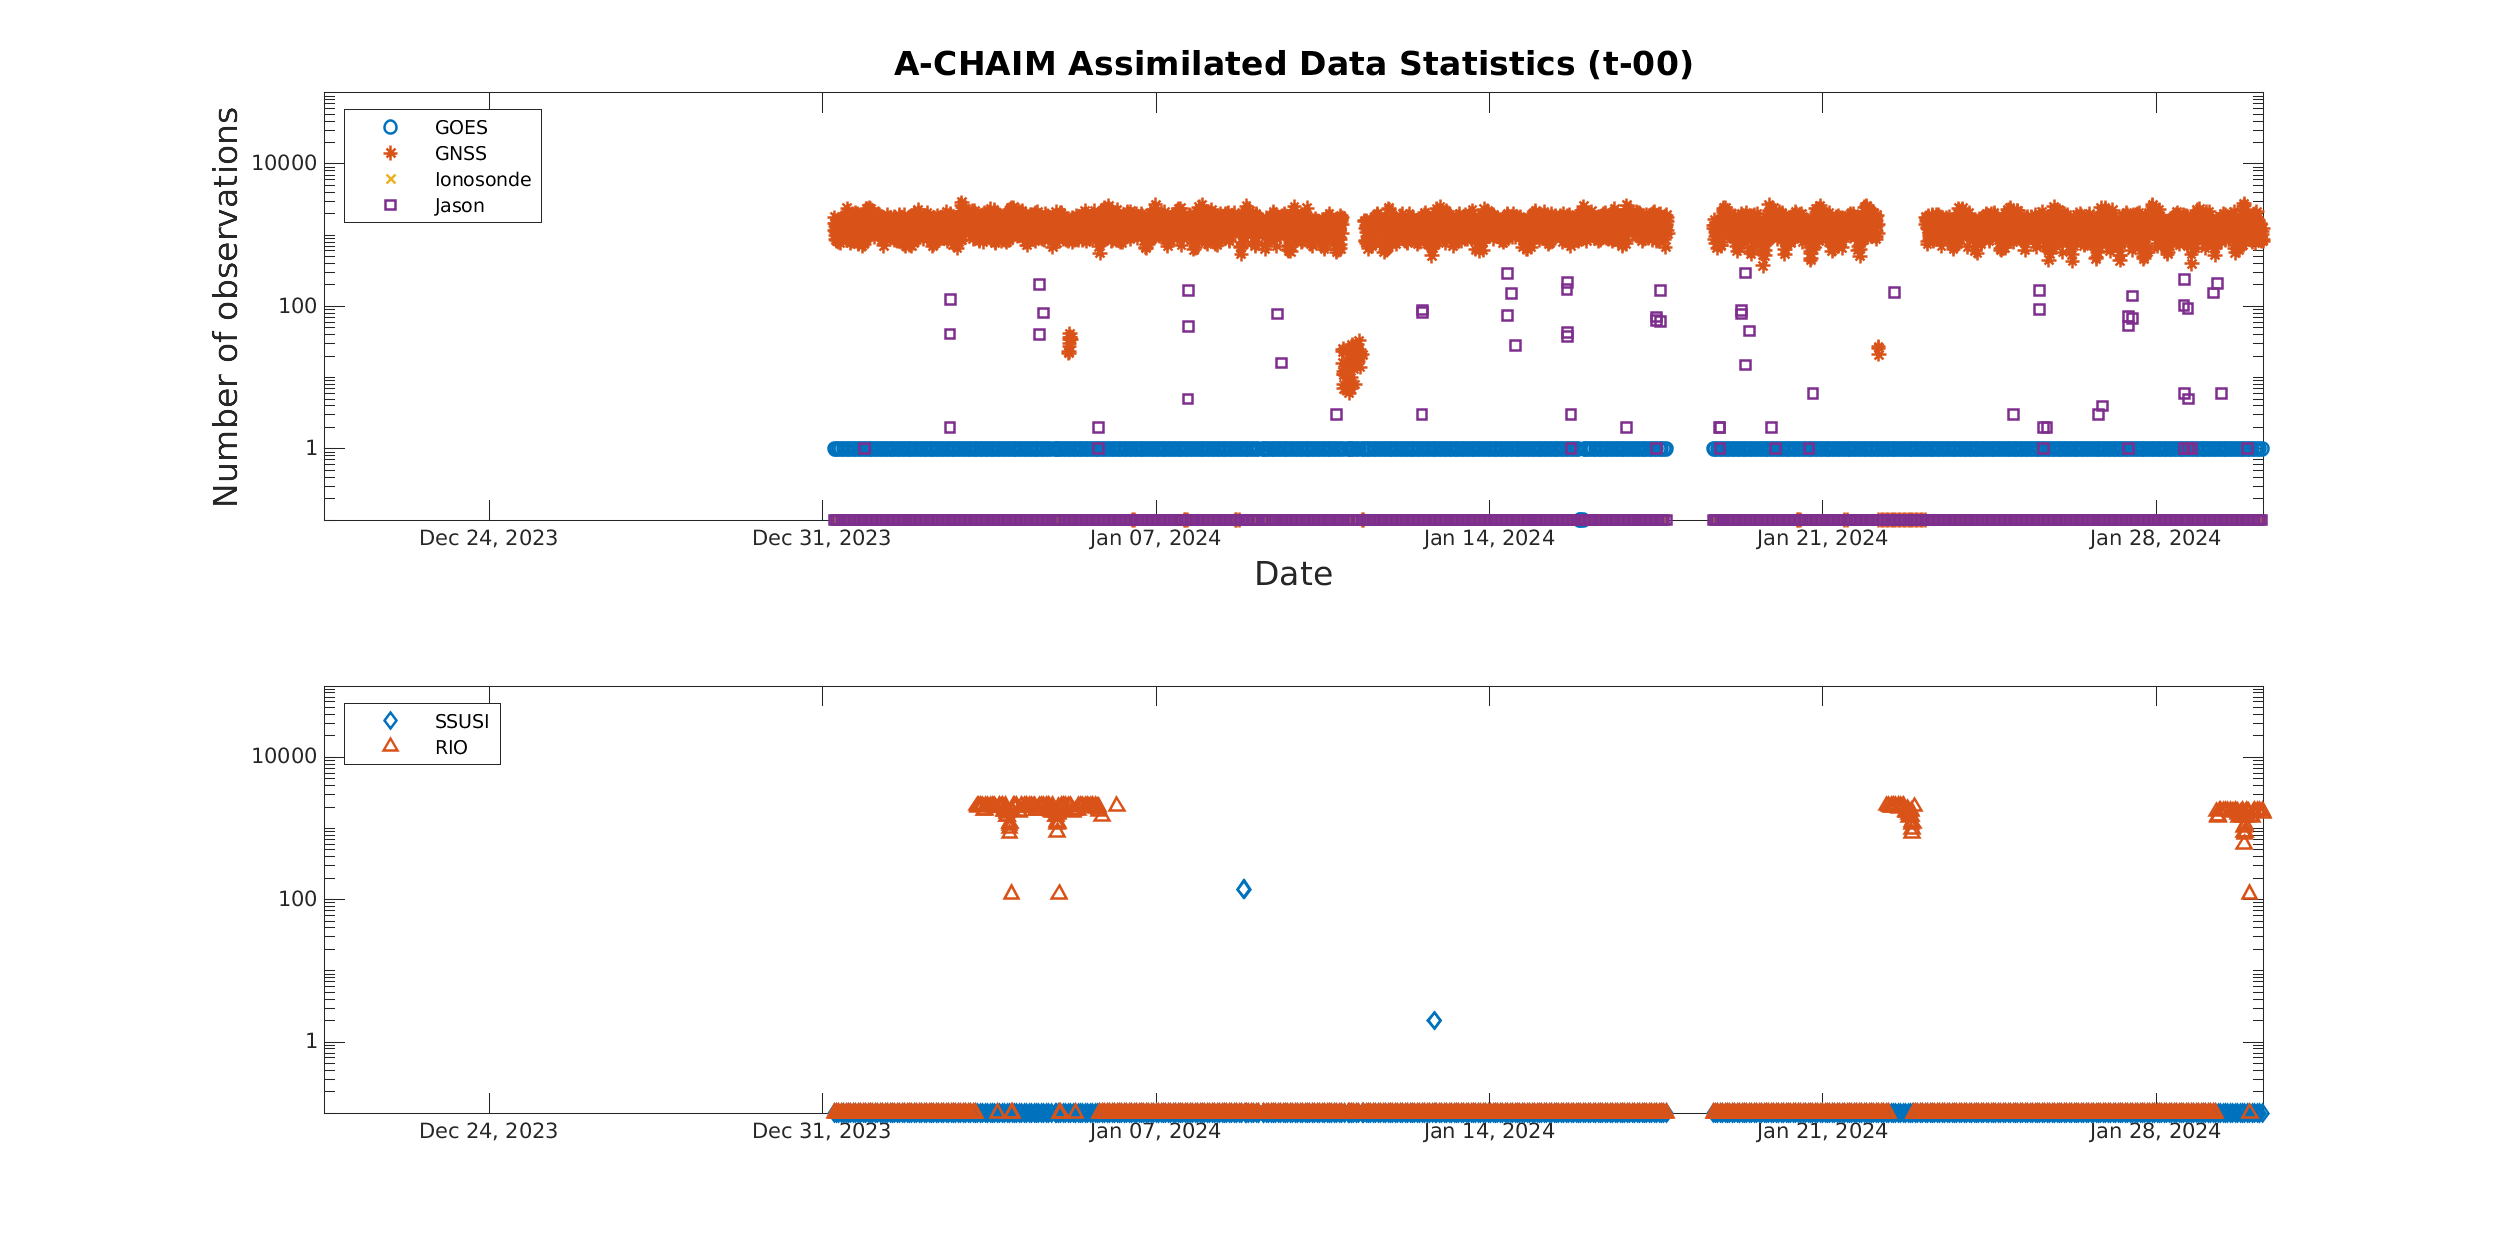 A-CHAIM Assimilated Data Statistics (t-00)
Number of observations
GOES
GNSS
Ionosonde
Jason
10000
100
1
Dec 24, 2023 Dec 31, 2023 Jan 07, 2024 Jan 14, 2024 Jan 21, 2024 Jan 28, 2024
Date
SSUSI
RIO
10000
100
1
Dec 24, 2023 Dec 31, 2023 Jan 07, 2024 Jan 14, 2024 Jan 21, 2024 Jan 28, 2024